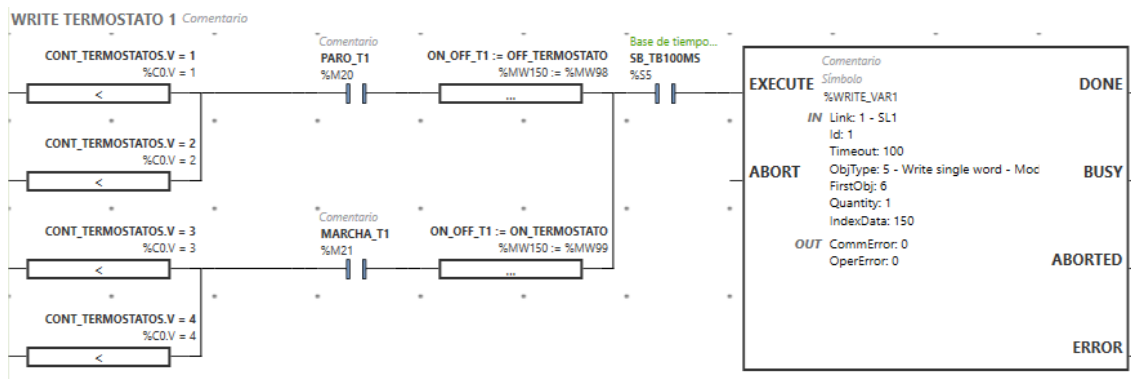 WRITE TERMOSTATO 1 Comentario
CONT_TERMOSTATOS.V = 1
%C0.V = 1
<
Comentario
PARO_T1
%M20
ON_OFF_T1 := OFF_TERMOSTATO
%MW150 := %MW98
...
Base de tiempo...
SB_TB100MS
%S5
CONT_TERMOSTATOS.V = 2
%C0.V = 2
<
CONT_TERMOSTATOS.V = 3
%C0.V = 3
<
Comentario
MARCHA_T1
%M21
ON_OFF_T1 := ON_TERMOSTATO
%MW150 := %MW99
...
CONT_TERMOSTATOS.V = 4
%C0.V = 4
<
Comentario
EXECUTE Símbolo DONE
%WRITE_VAR1
IN Link: 1 - SL1
Id: 1
Timeout: 100
ABORT ObjType: 5 - Write single word - Moc BUSY
FirstObj: 6
Quantity: 1
IndexData: 150
OUT CommError: 0
OperError: 0 ABORTED
ERROR